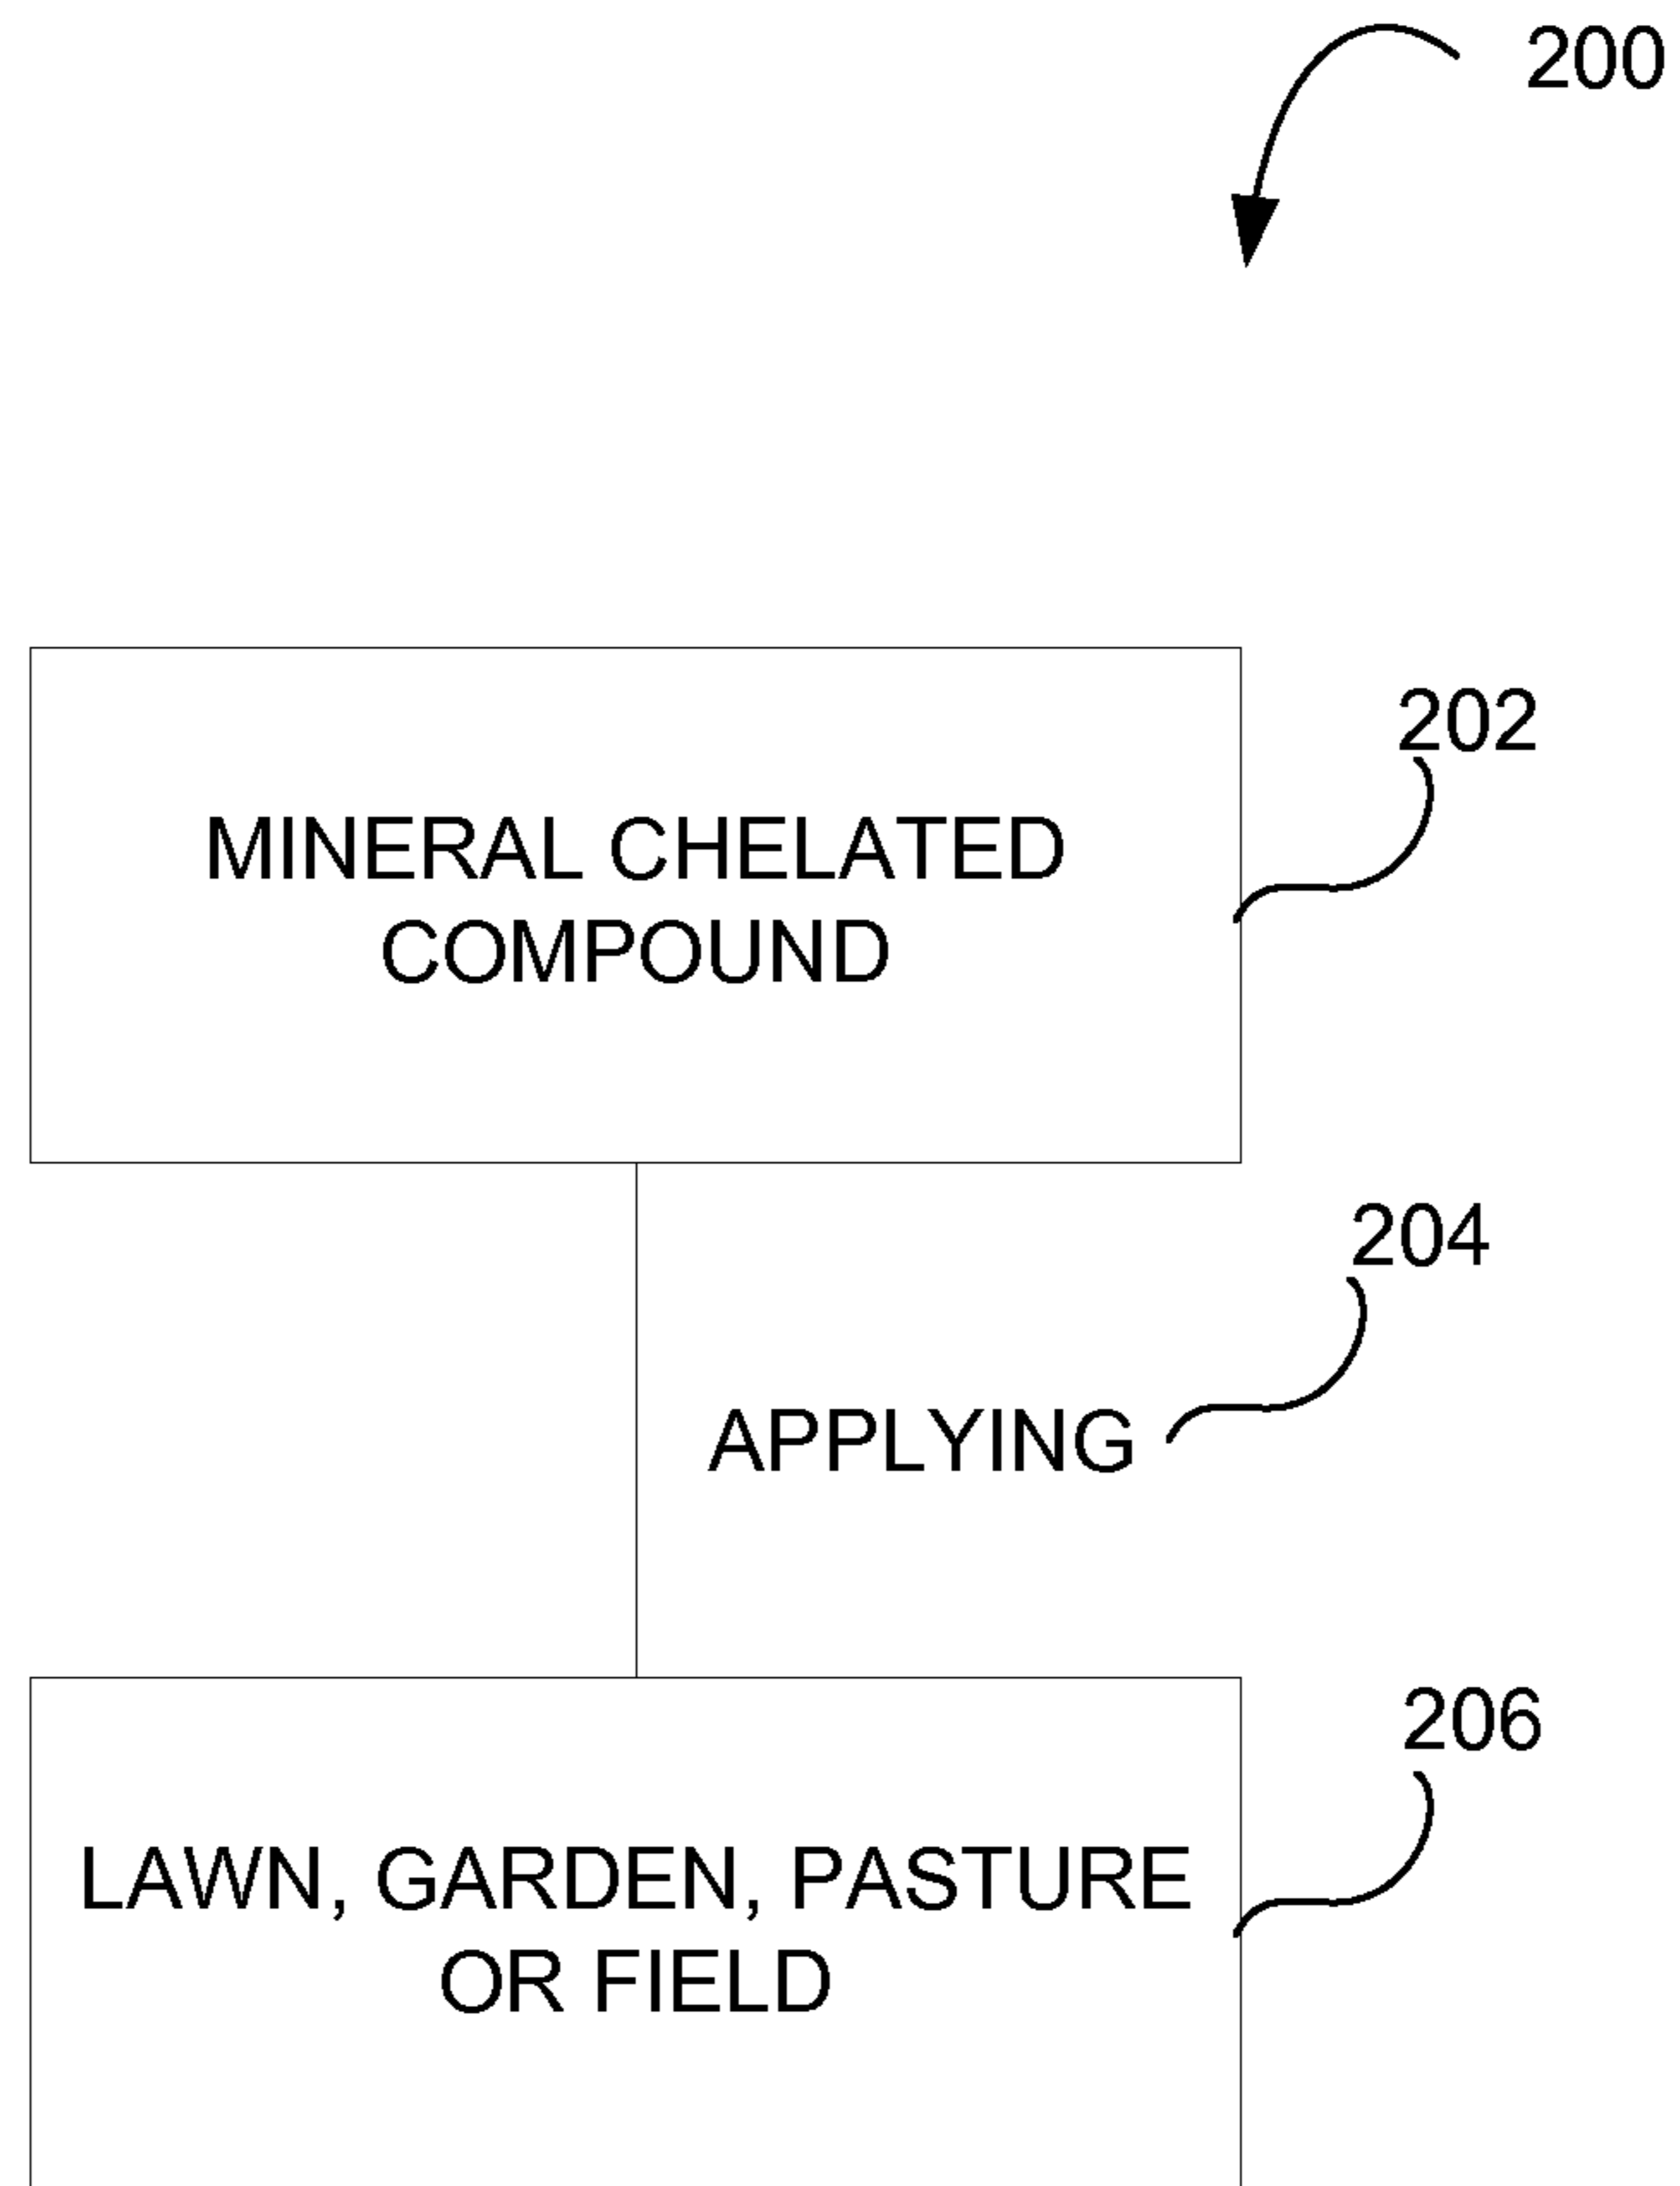 200
202
MINERAL CHELATED
COMPOUND
204
APPLYING
206
LAWN, GARDEN, PASTURE
OR FIELD